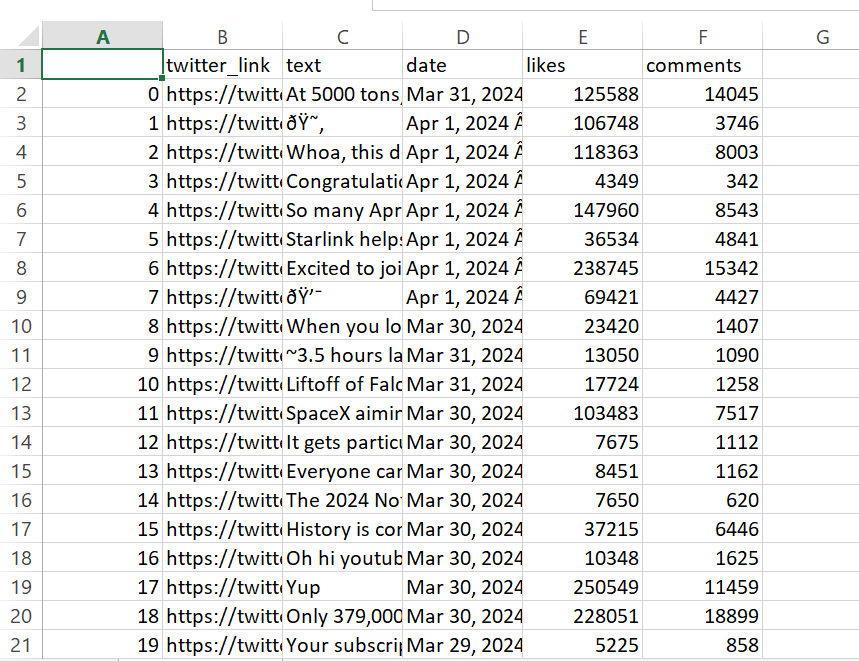 A B C D E F G
1 twitter_link text date likes comments
2 0 https://twitt At 5000 tons, Mar 31, 2024 125588 14045
3 1 https://twitt ðŸ˜‚ Apr 1, 2024 Â 106748 3746
4 2 https://twitt Whoa, this d Apr 1, 2024 Â 118363 8003
5 3 https://twitt Congratulatic Apr 1, 2024 Â 4349 342
6 4 https://twitt So many Apr Apr 1, 2024 Â 147960 8543
7 5 https://twitt Starlink helps Apr 1, 2024 Â 36534 4841
8 6 https://twitt Excited to joi Apr 1, 2024 Â 238745 15342
9 7 https://twitt ðŸ’¯ Apr 1, 2024 Â 69421 4427
10 8 https://twitt When you lo Mar 30, 2024 23420 1407
11 9 https://twitt ~3.5 hours la Mar 31, 2024 13050 1090
12 10 https://twitt Liftoff of Falc Mar 31, 2024 17724 1258
13 11 https://twitt SpaceX aimin Mar 30, 2024 103483 7517
14 12 https://twitt It gets particu Mar 30, 2024 7675 1112
15 13 https://twitt Everyone car Mar 30, 2024 8451 1162
16 14 https://twitt The 2024 No Mar 30, 2024 7650 620
17 15 https://twitt History is cor Mar 30, 2024 37215 6446
18 16 https://twitt Oh hi youtub Mar 30, 2024 10348 1625
19 17 https://twitt Yup Mar 30, 2024 250549 11459
20 18 https://twitt Only 379,000 Mar 30, 2024 228051 18899
21 19 https://twitt Your subscri Mar 29, 2024 5225 858